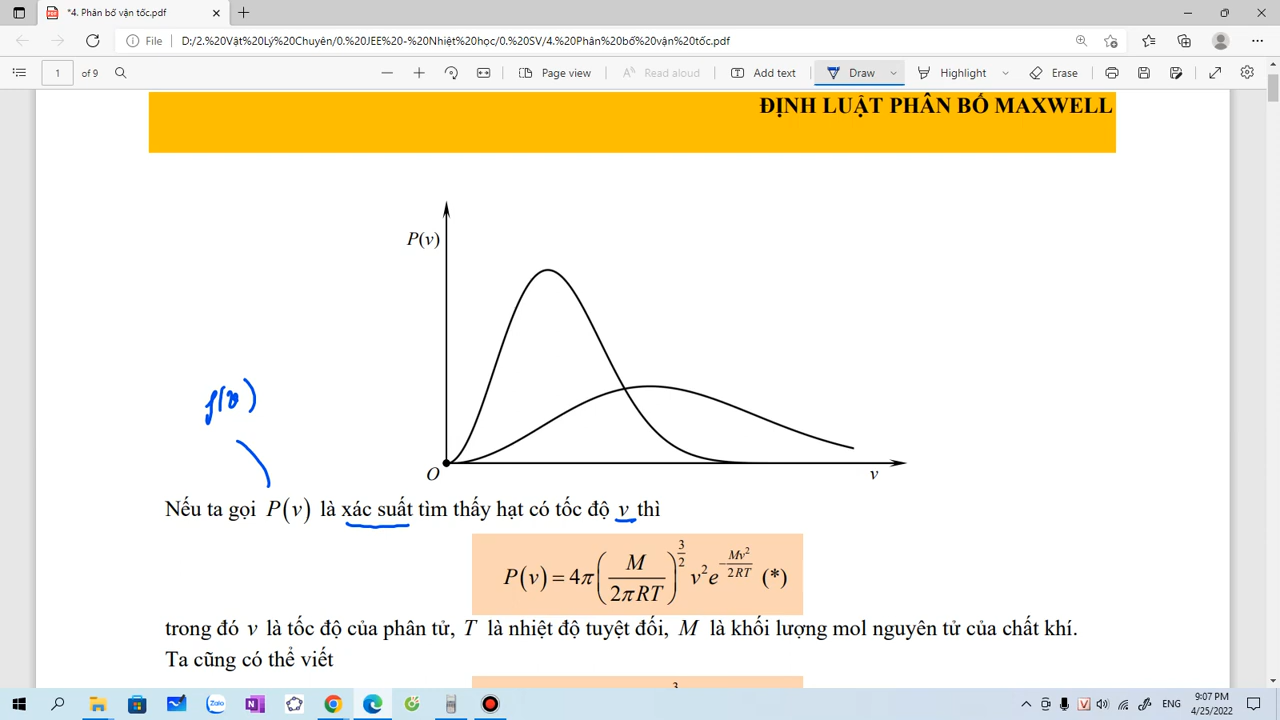 *4. Phân bố vận tốc.pdf
File D:/2.%20Vật%20Lý%20Chuyên/0.%20JEE%20-%20Nhiệt%20học/0.%20SV/4.%20Phân%20bố%20vận%20tốc.pdf
1 of 9 Page view Read aloud Add text Draw Highlight Erase
ĐỊNH LUẬT PHÂN BỐ MAXWELL
P(v)
O
v
f(v)
Nếu ta gọi P(v) là xác suất tìm thấy hạt có tốc độ v thì
P(v) = 4π(M/2πRT)^(3/2) v² e^(-Mv²/2RT) (*)
trong đó v là tốc độ của phân tử, T là nhiệt độ tuyệt đối, M là khối lượng mol nguyên tử của chất khí.
Ta cũng có thể viết
3
Zalo
ENG
9:07 PM
4/25/2022